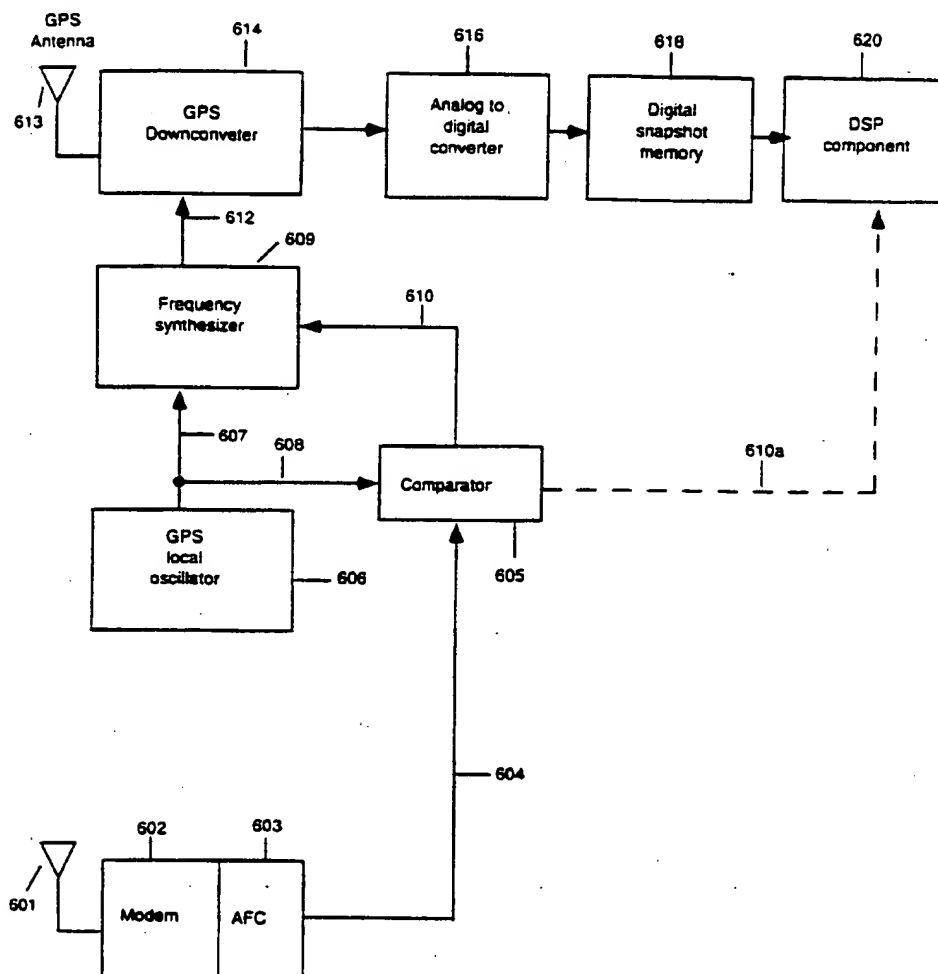 GPS
Antenna
613
614
GPS
Downconveter
616
Analog to
digital
converter
618
Digital
snapshot
memory
620
DSP
component
612
609
Frequency
synthesizer
610
607
608
Comparator
605
610a
GPS
local
oscillator
606
604
601
602
603
Modem
AFC